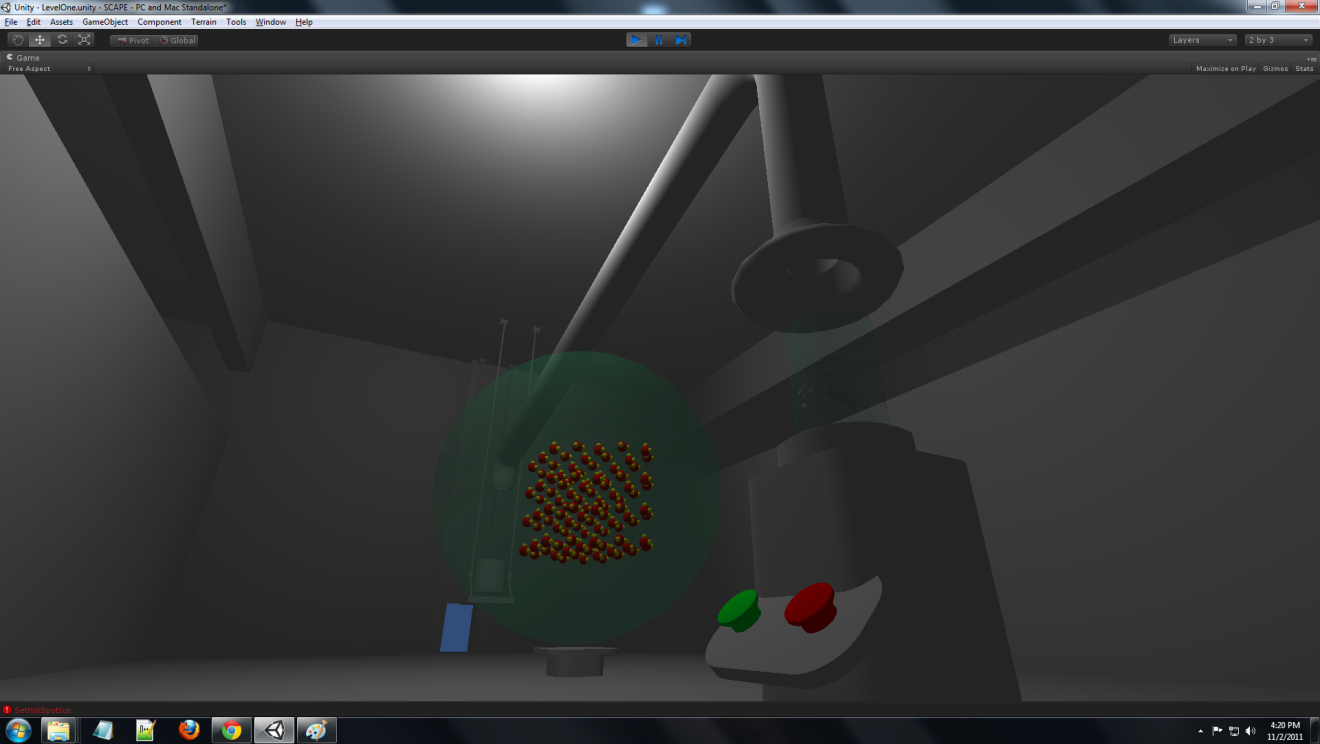 Unity - LevelOne.unity - SCAPE - PC and Mac Standalone*
File Edit Assets GameObject Component Terrain Tools Window Help
Pivot Global Layers 2 by 3
Game
Free Aspect Maximize on Play Gizmos Stats
SetHotSpotIce
4:20 PM
11/2/2011